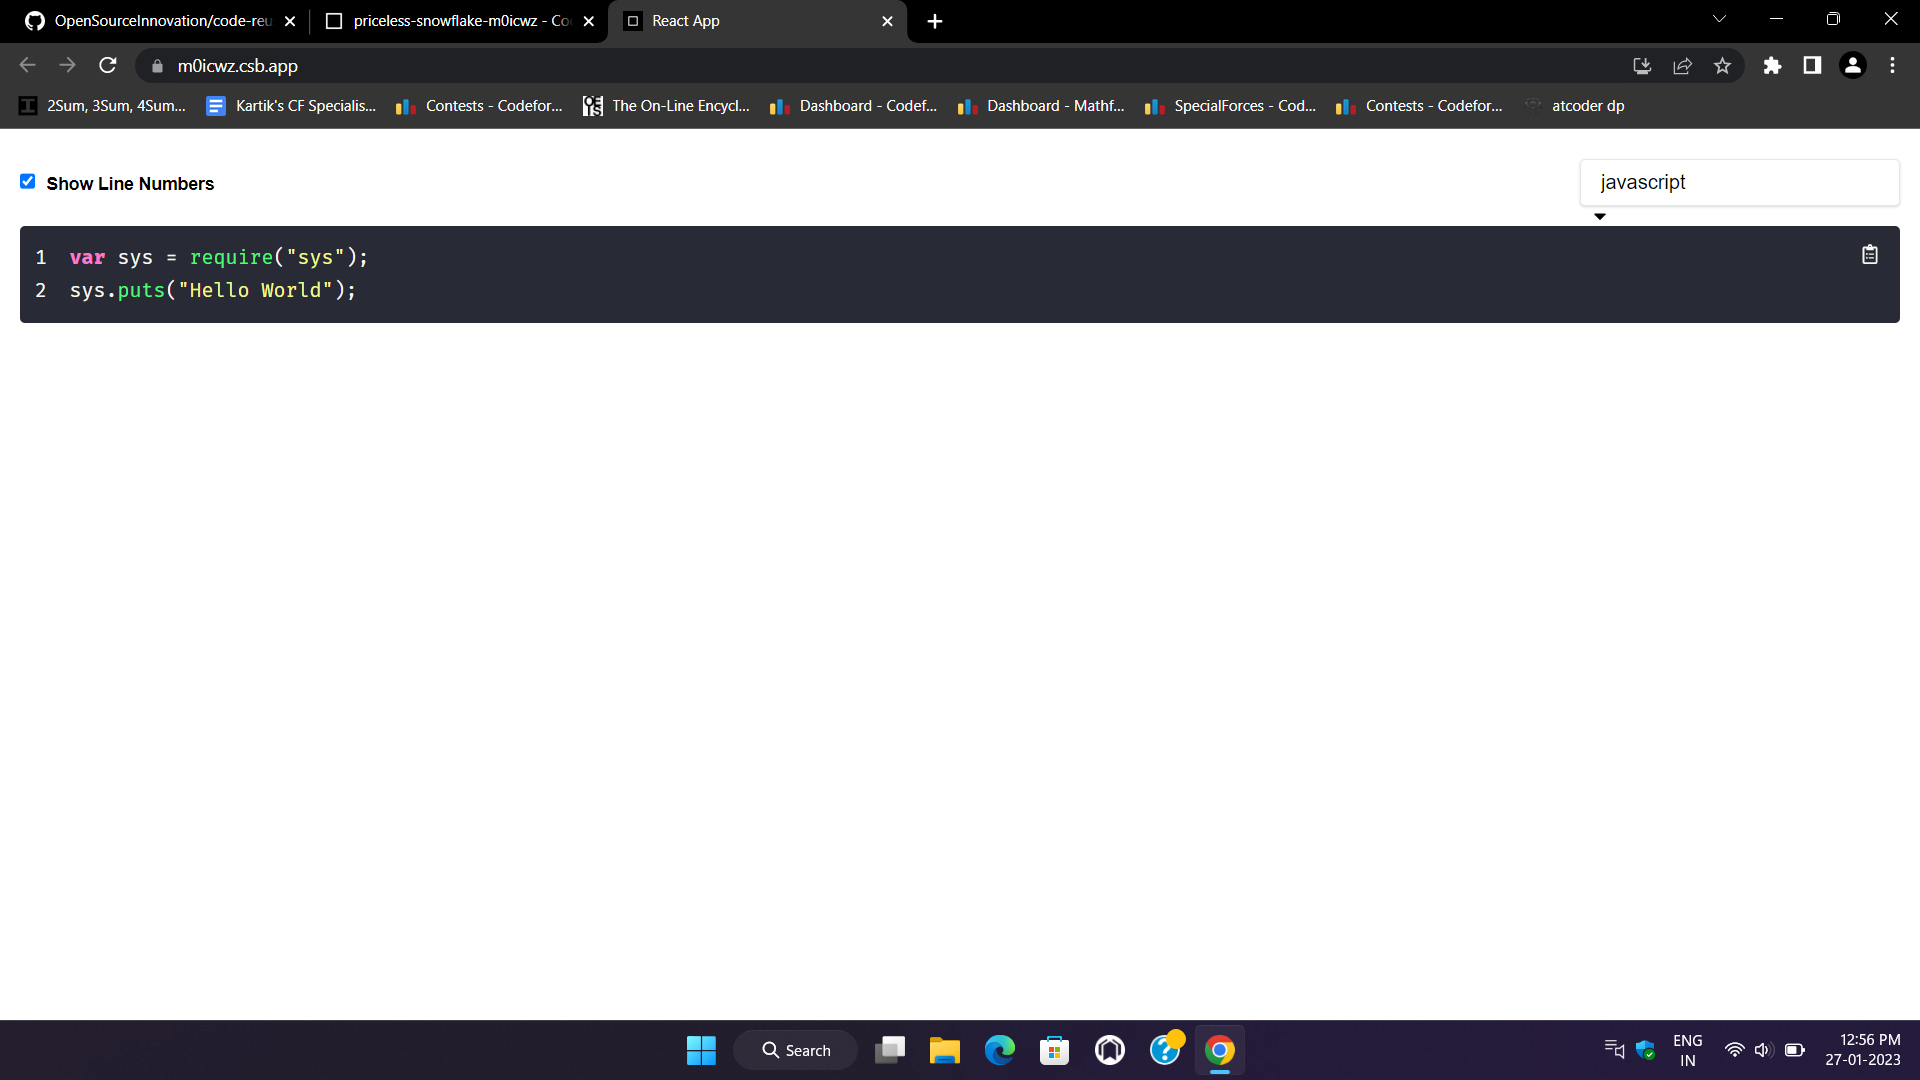 OpenSourceInnovation/code-reu
priceless-snowflake-m0icwz - Co
React App
m0icwz.csb.app
2Sum, 3Sum, 4Sum...
Kartik's CF Specialis...
Contests - Codefor...
The On-Line Encycl...
Dashboard - Codef...
Dashboard - Mathf...
SpecialForces - Cod...
Contests - Codefor...
atcoder dp
Show Line Numbers
javascript
1 var sys = require("sys");
2 sys.puts("Hello World");
Search
ENG
IN
12:56 PM
27-01-2023